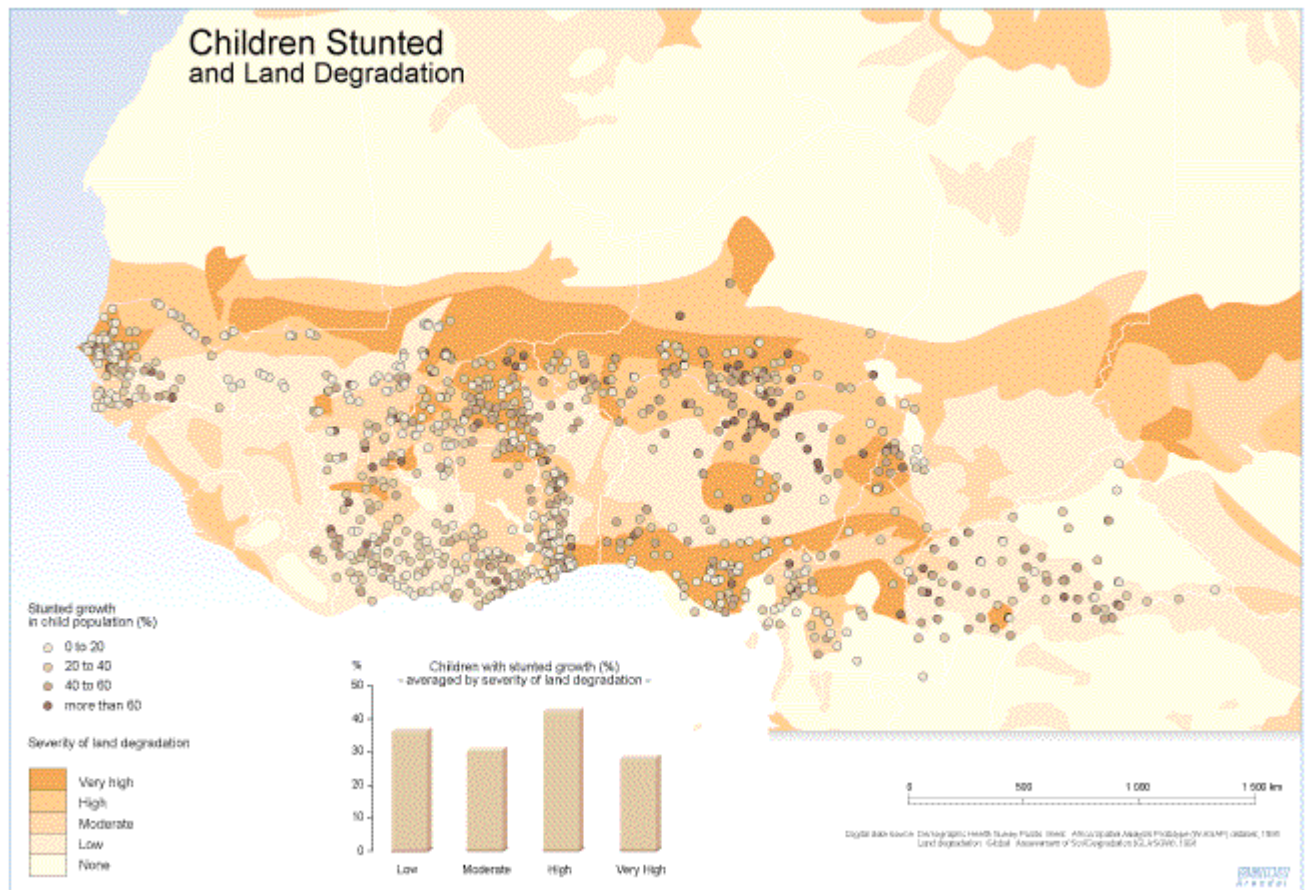 Children Stunted
and Land Degradation
Stunted growth
in child population (%)
0 to 20
20 to 40
40 to 60
more than 60
Severity of land degradation
Very high
High
Moderate
Low
None
%
Children with stunted growth (%)
- averaged by severity of land degradation -
50
40
30
20
10
0
Low
Moderate
High
Very High
0
500
1 000
1 500 km
Land degradation
Arendal